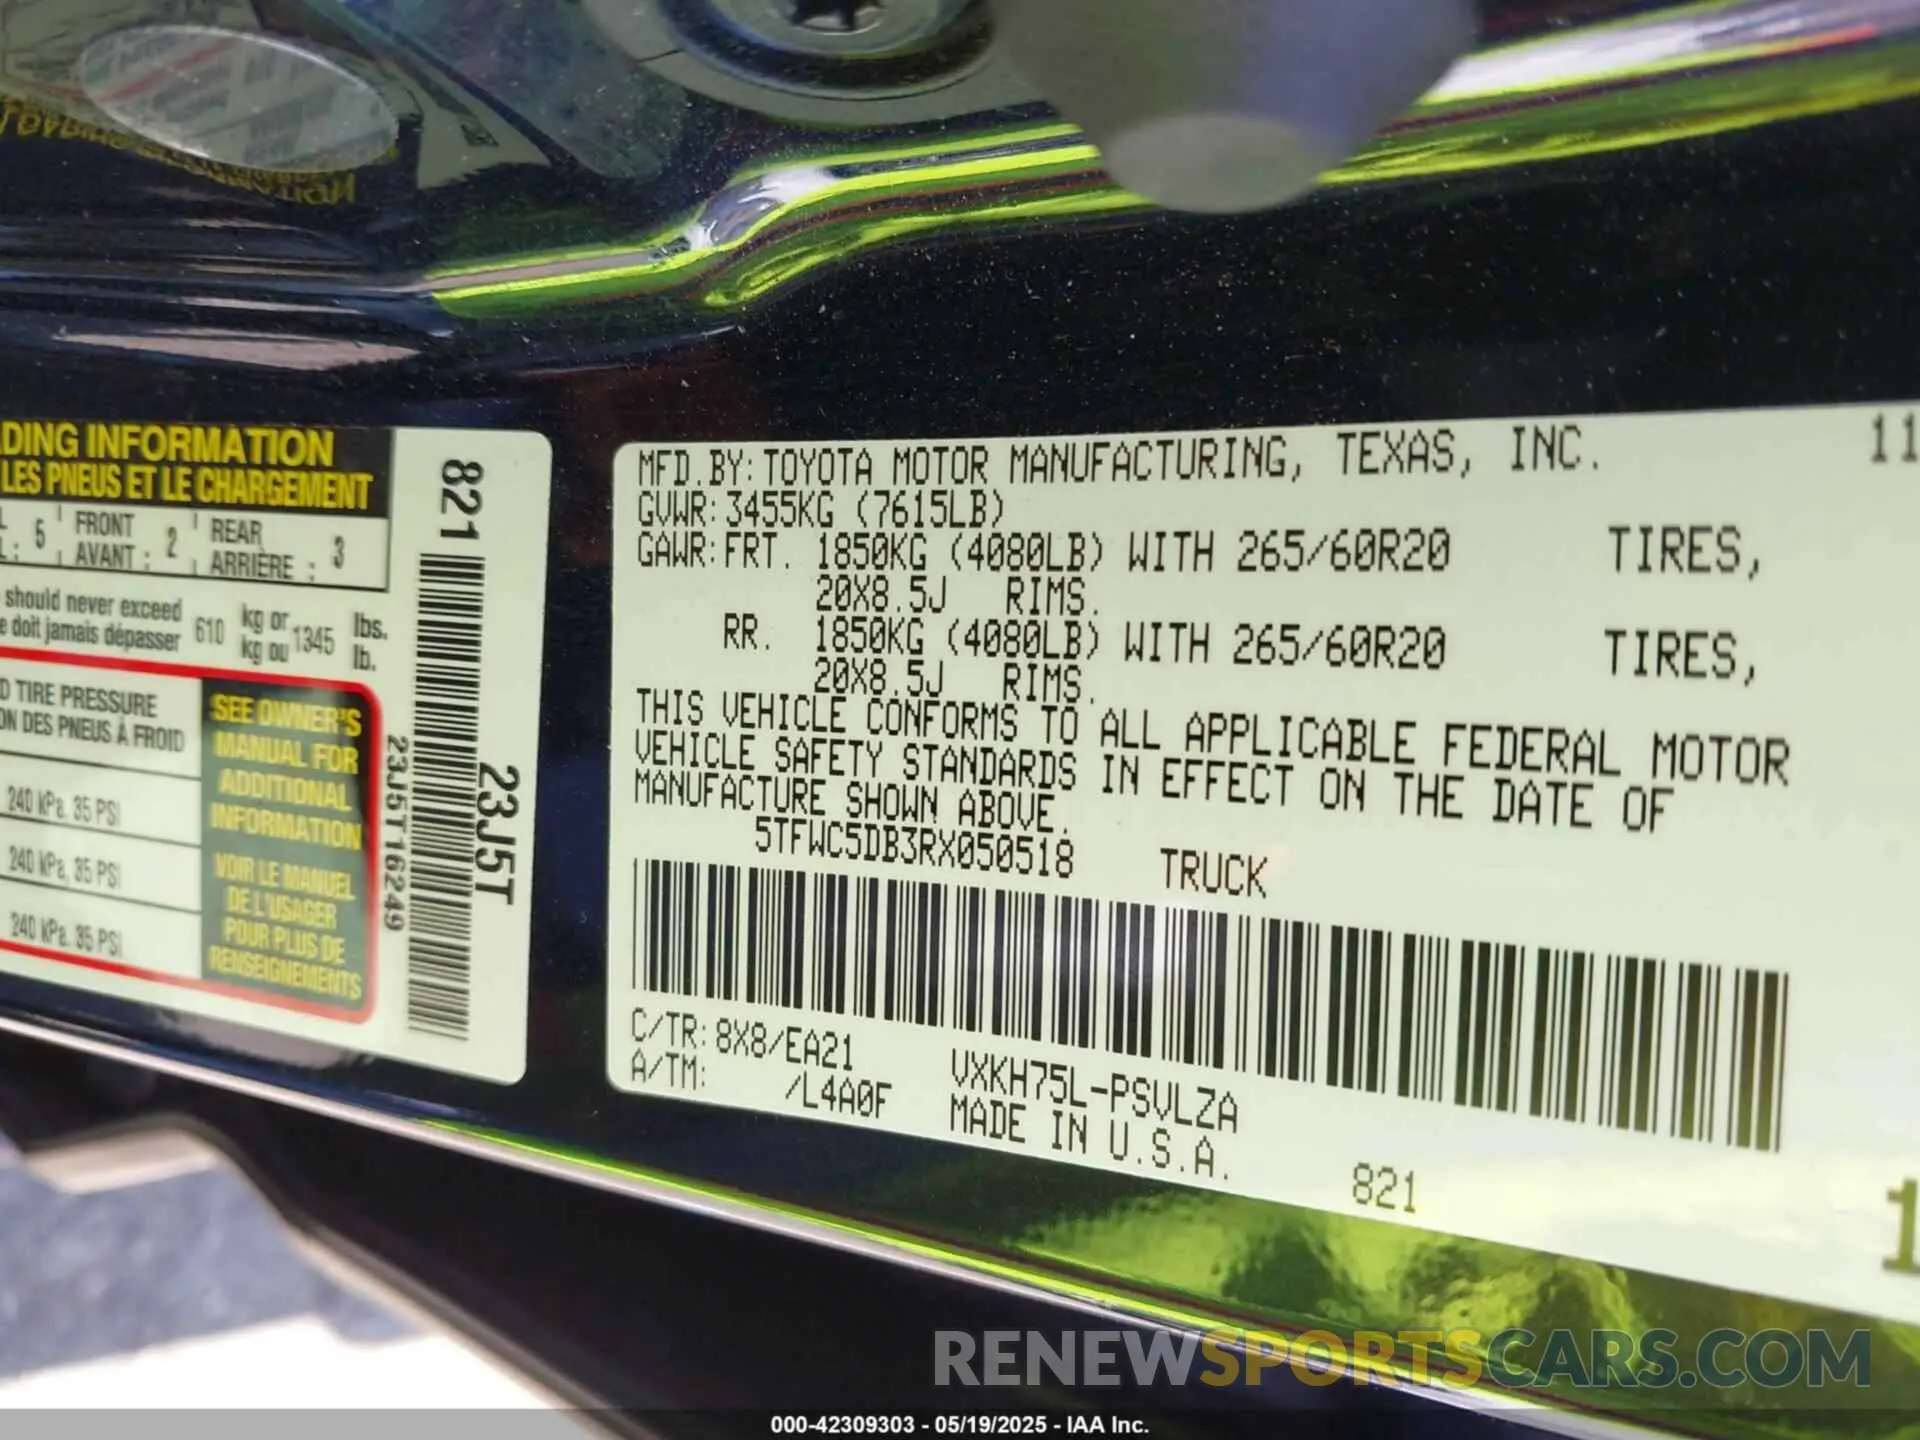 ADING INFORMATION
LES PNEUS ET LE CHARGEMENT
5 FRONT AVANT : 2 REAR ARRIÈRE : 3
should never exceed 610 kg or 1345 lbs.
doit jamais dépasser kg ou lb.
TIRE PRESSURE
DES PNEUS À FROID
240 kPa, 35 PSI
240 kPa, 35 PSI
240 kPa, 35 PSI
SEE OWNER'S
MANUAL FOR
ADDITIONAL
INFORMATION
VOIR LE MANUEL
DE L'USAGER
POUR PLUS DE
RENSEIGNEMENTS
821
23J5T16249
23J5T
MFD.BY:TOYOTA MOTOR MANUFACTURING, TEXAS, INC. 11
GVWR:3455KG (7615LB)
GAWR:FRT. 1850KG (4080LB) WITH 265/60R20 TIRES,
20X8.5J RIMS.
RR. 1850KG (4080LB) WITH 265/60R20 TIRES,
20X8.5J RIMS.
THIS VEHICLE CONFORMS TO ALL APPLICABLE FEDERAL MOTOR
VEHICLE SAFETY STANDARDS IN EFFECT ON THE DATE OF
MANUFACTURE SHOWN ABOVE.
5TFWC5DB3RX050518 TRUCK
C/TR:8X8/EA21 VXKH75L-PSVLZA
A/TM: /L4A0F MADE IN U.S.A.
821
1
RENEWSPORTSCARS.COM
000-42309303 - 05/19/2025 - IAA Inc.